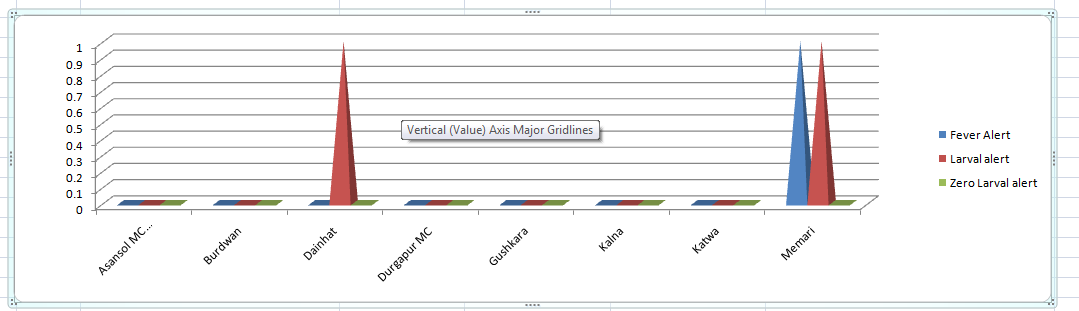 1
0.9
0.8
0.7
0.6
0.5
0.4
0.3
0.2
0.1
0
Vertical (Value) Axis Major Gridlines
Fever Alert
Larval alert
Zero Larval alert
Asansol MC...
Burdwan
Dainhat
Durgapur MC
Gushkara
Kalna
Katwa
Memari